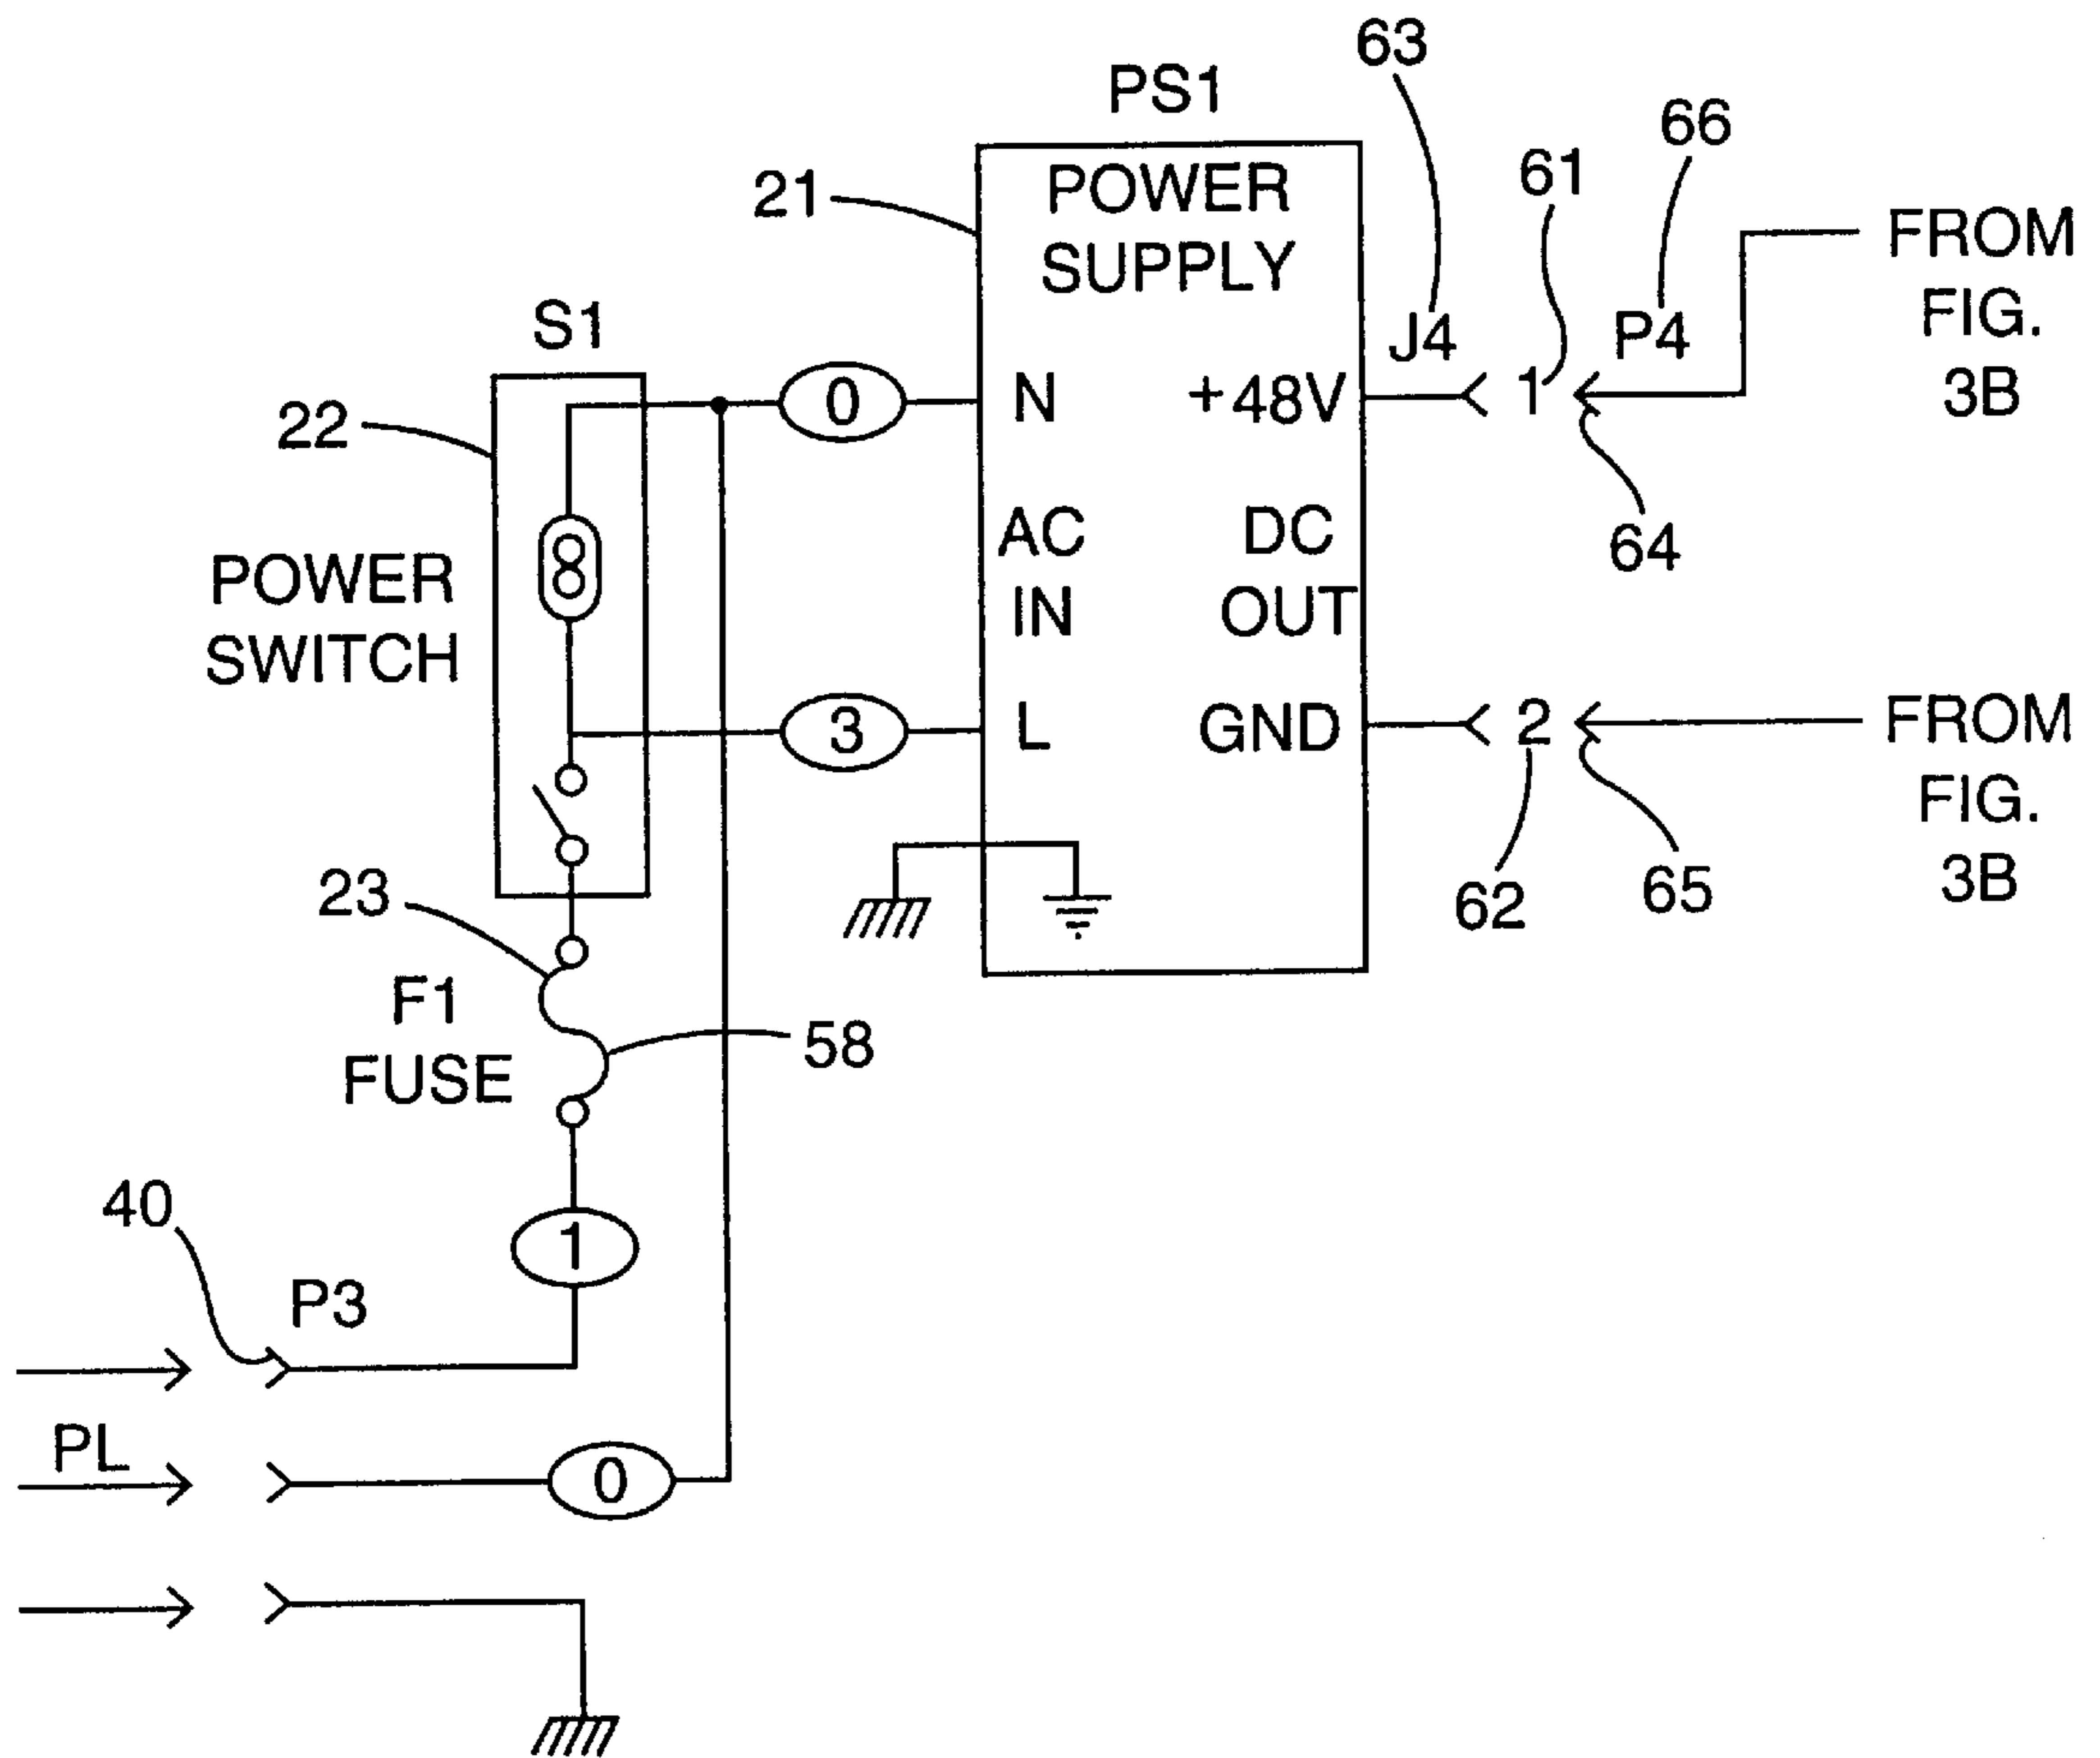 63
PS1
66
21
POWER
SUPPLY
61
FROM
FIG.
3B
S1
J4
P4
22
0
N
+48V
1
AC
IN
DC
OUT
64
POWER
SWITCH
8
3
L
GND
2
FROM
FIG.
3B
23
62
65
F1
FUSE
58
40
1
P3
PL
0